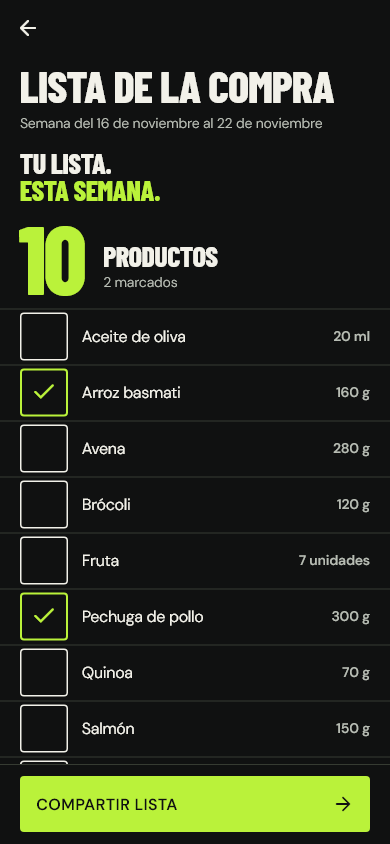 LISTA DE LA COMPRA
Semana del 16 de noviembre al 22 de noviembre
TU LISTA.
ESTA SEMANA.
10 PRODUCTOS
2 marcados
Aceite de oliva 20 ml
Arroz basmati 160 g
Avena 280 g
Brócoli 120 g
Fruta 7 unidades
Pechuga de pollo 300 g
Quinoa 70 g
Salmón 150 g
COMPARTIR LISTA